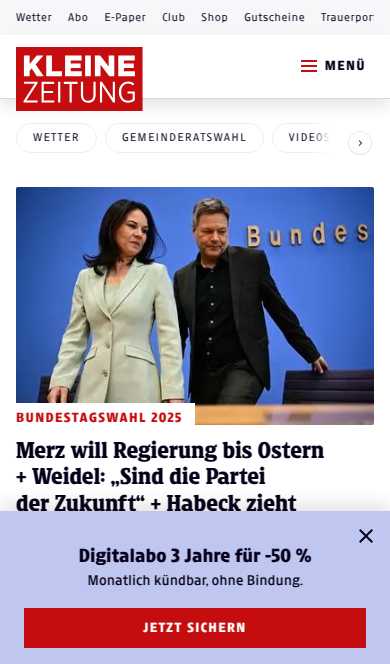 Wetter Abo E-Paper Club Shop Gutscheine Trauerport
KLEINE
ZEITUNG
MENÜ
WETTER GEMEINDERATSWAHL VIDEOS
Bundes
BUNDESTAGSWAHL 2025
Merz will Regierung bis Ostern
+ Weidel: „Sind die Partei
der Zukunft“ + Habeck zieht
Digitalabo 3 Jahre für -50 %
Monatlich kündbar, ohne Bindung.
JETZT SICHERN